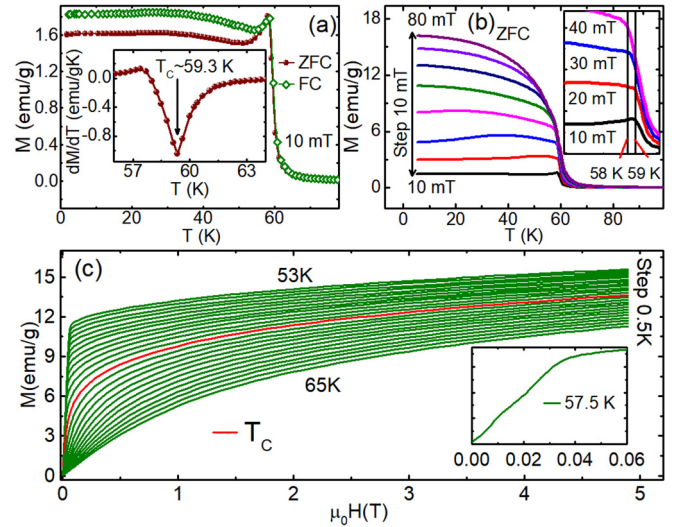 (a)
ZFC
FC
T_C~59.3 K
10 mT
M (emu/g)
1.6
1.2
0.8
0.4
0.0
dM/dT (emu/gK)
0.0
-0.4
-0.8
57 60 63
T (K)
0 20 40 60 80
T (K)
(b)
80 mT
ZFC
Step 10 mT
10 mT
M (emu/g)
18
12
6
0
40 mT
30 mT
20 mT
10 mT
58 K 59 K
0 20 40 60 80
T (K)
(c)
53K
65K
Step 0.5K
T_C
M(emu/g)
15
12
9
6
3
0
57.5 K
0.00 0.02 0.04 0.06
0 1 2 3 4 5
μ₀H(T)